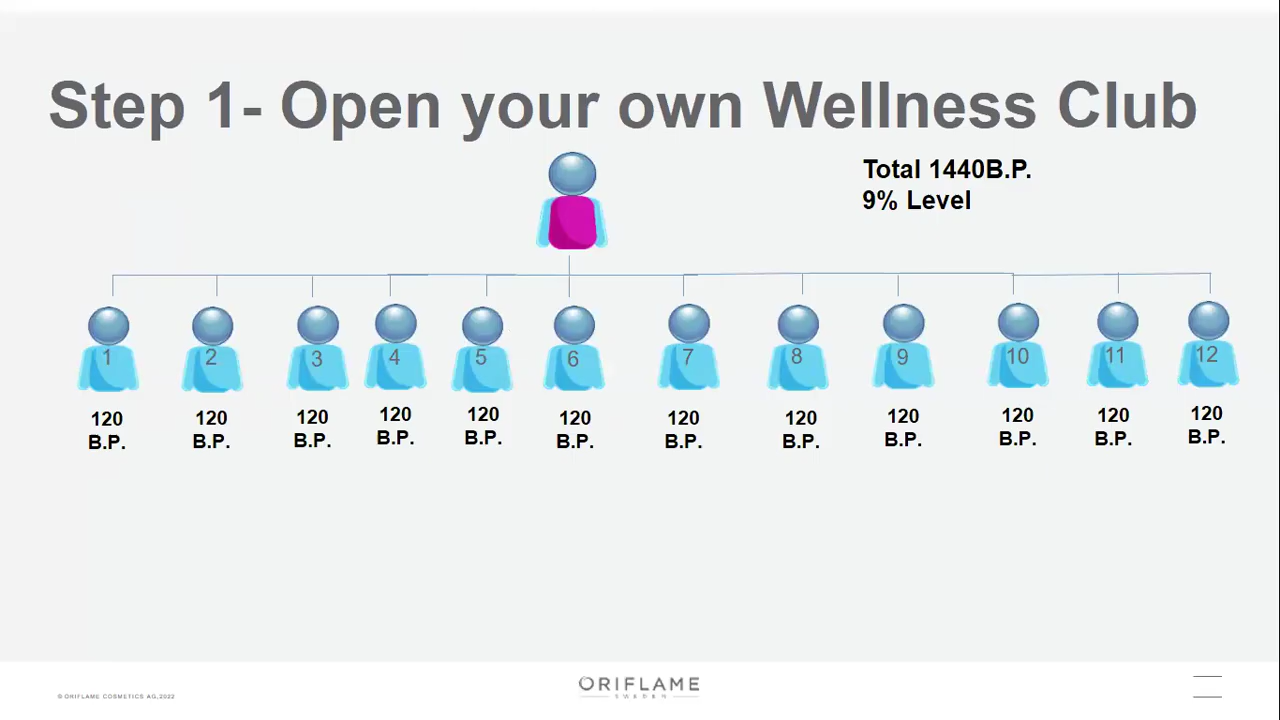 Step 1- Open your own Wellness Club
Total 1440B.P.
9% Level
1 2 3 4 5 6 7 8 9 10 11 12
120 120 120 120 120 120 120 120 120 120 120 120
B.P. B.P. B.P. B.P. B.P. B.P. B.P. B.P. B.P. B.P. B.P. B.P.
© ORIFLAME COSMETICS AG,2022
ORIFLAME
SWEDEN